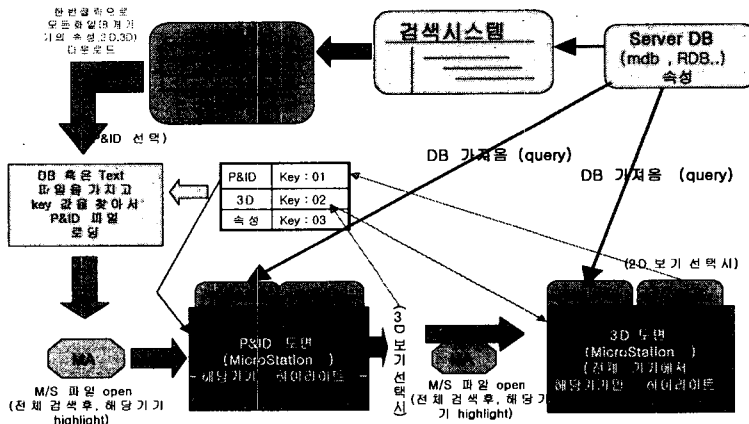 한번클릭으로
모든화일(8계기
기의 속성,2D,3D)
다운로드
검색시스템
Server DB
(mdb , RDB..)
속성
P&ID 선택)
DB 가져옴 (query)
DB 가져옴 (query)
DB 혹은 Text
파일을 가지고
key 값을 찾아서
P&ID 파일
로딩
P&ID Key : 01
3D Key : 02
속성 Key : 03
(2D 보기 선택시)
MA
P&ID 도면
(MicroStation )
해당기기 하이라이트
(3D 보기 선택시)
3D 도면
(MicroStation )
(전체 기기에서
해당기기만 하이라이트
M/S 파일 open
(전체 검색후, 해당기기
highlight)
M/S 파일 open
(전체 검색후, 해당기
기 highlight)